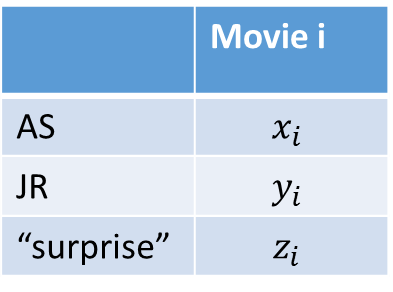 Movie i
AS x_i
JR y_i
“surprise” z_i